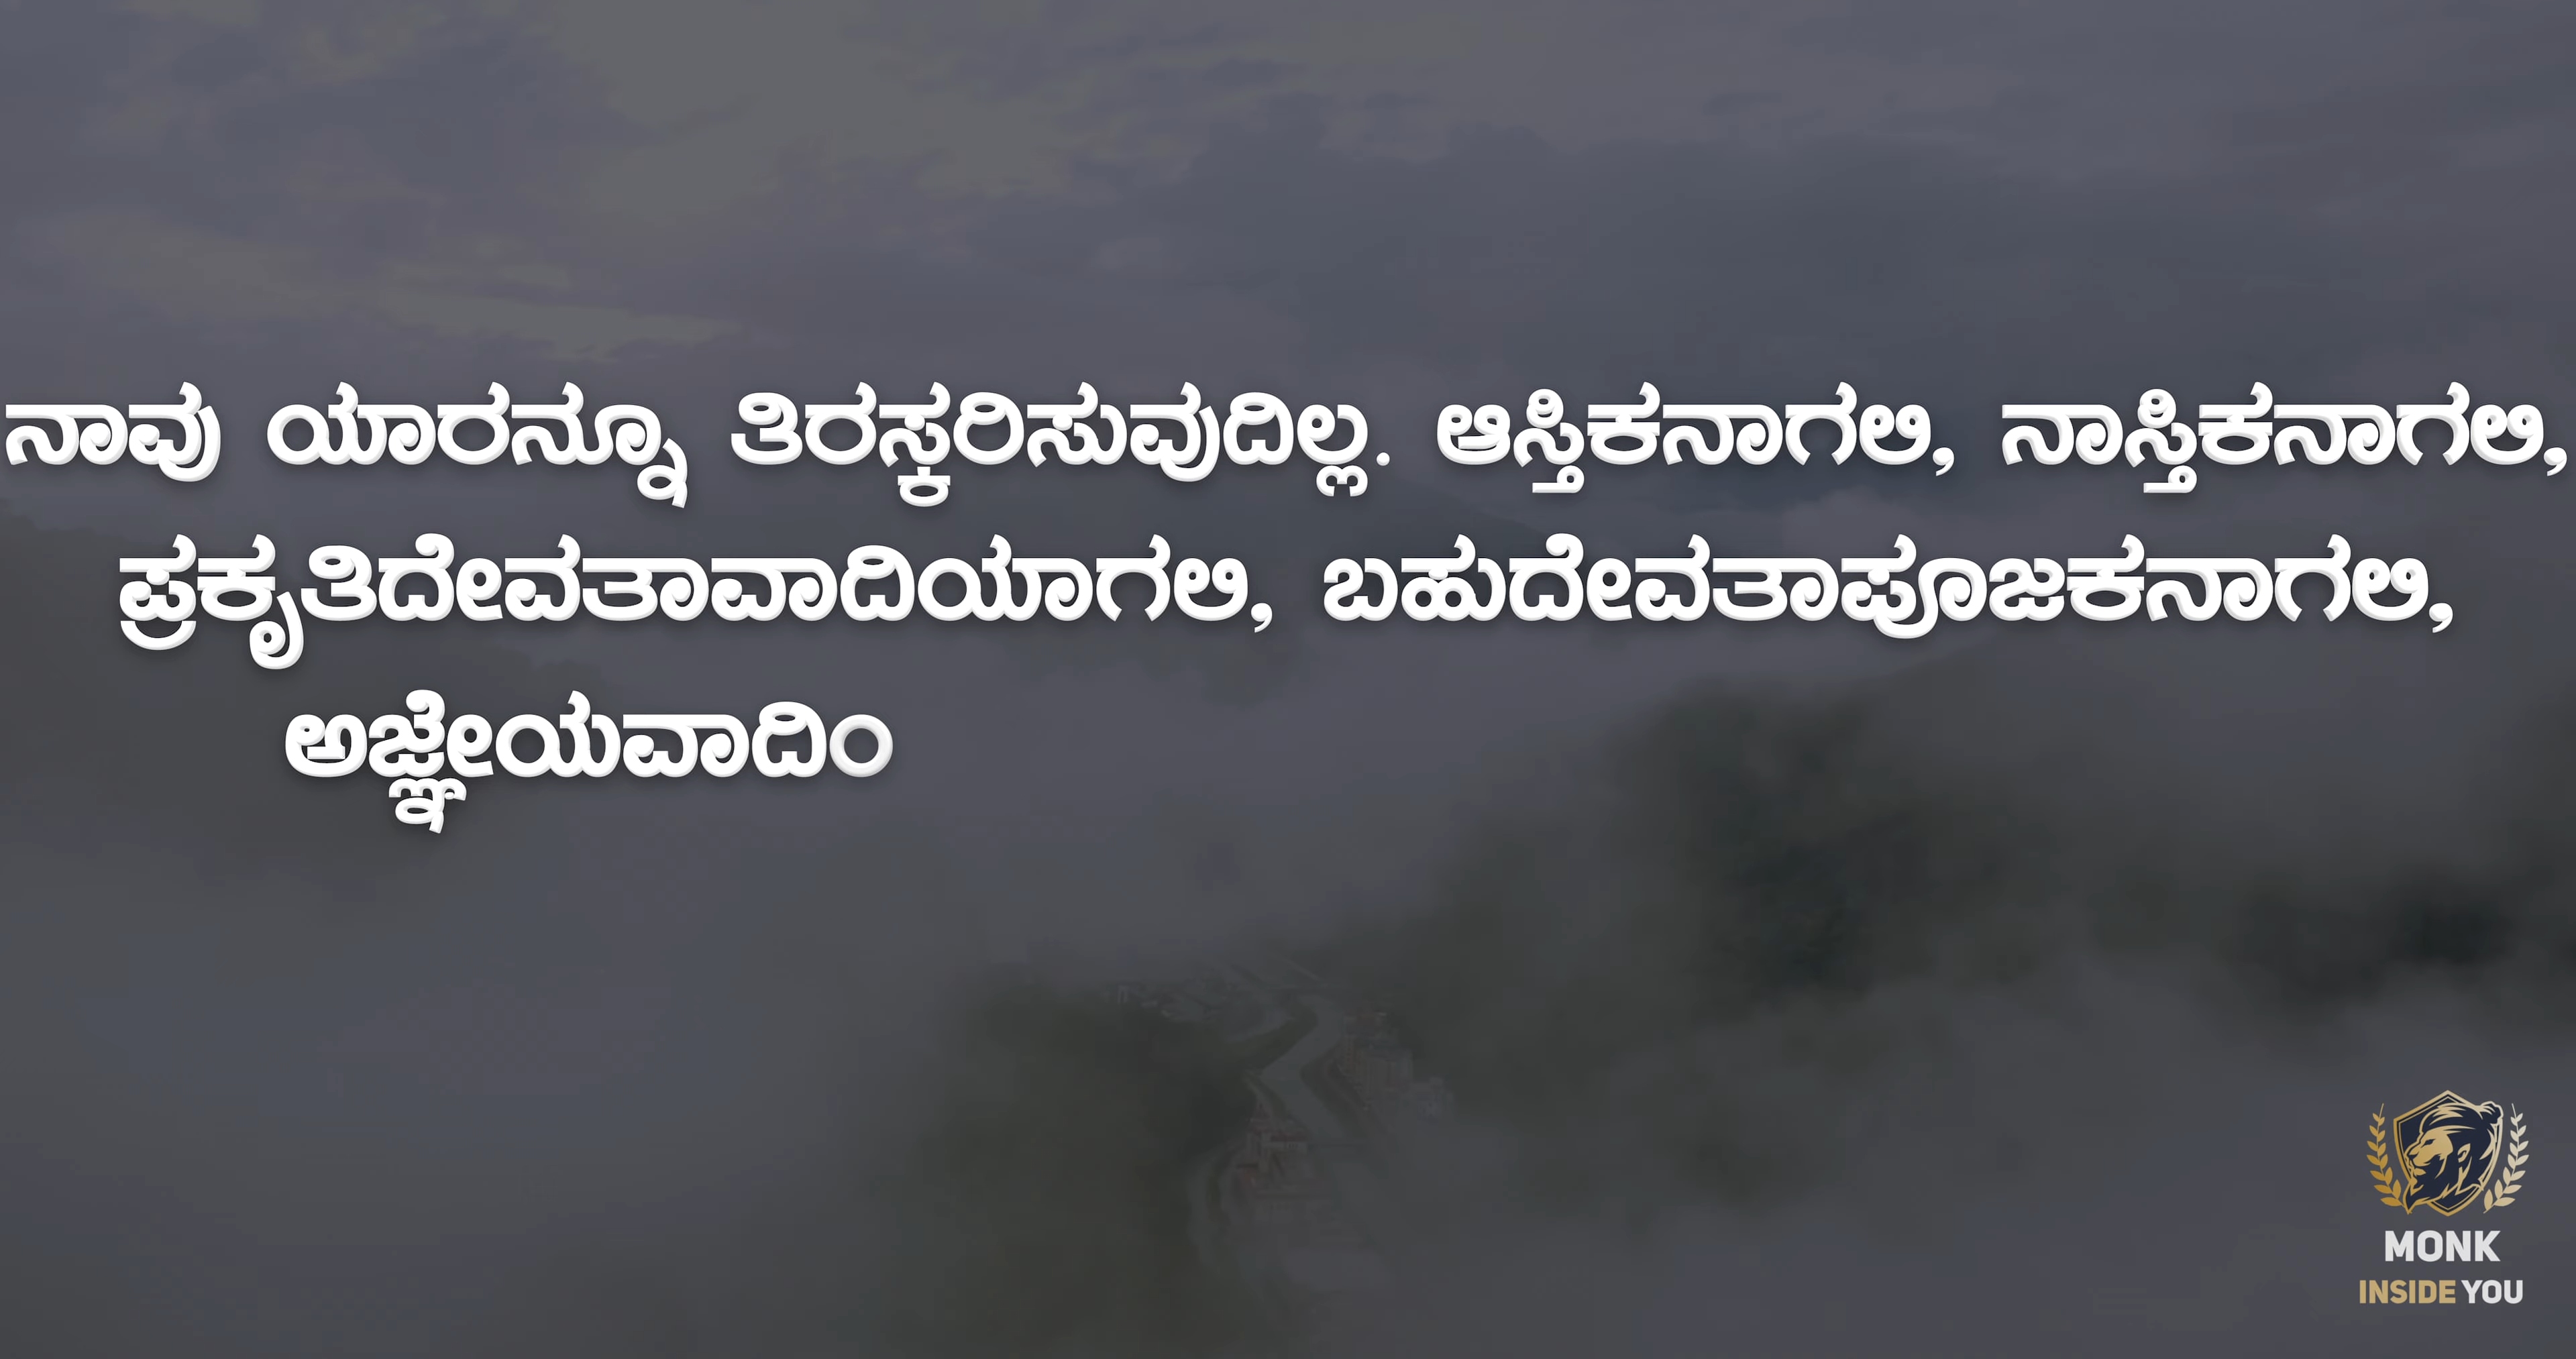 ನಾವು ಯಾರನ್ನೂ ತಿರಸ್ಕರಿಸುವುದಿಲ್ಲ. ಆಸ್ತಿಕನಾಗಲಿ, ನಾಸ್ತಿಕನಾಗಲಿ,
ಪ್ರಕೃತಿದೇವತಾವಾದಿಯಾಗಲಿ, ಬಹುದೇವತಾಪೂಜಕನಾಗಲಿ,
ಅಜ್ಞೇಯವಾದಿಂ
MONK
INSIDE YOU